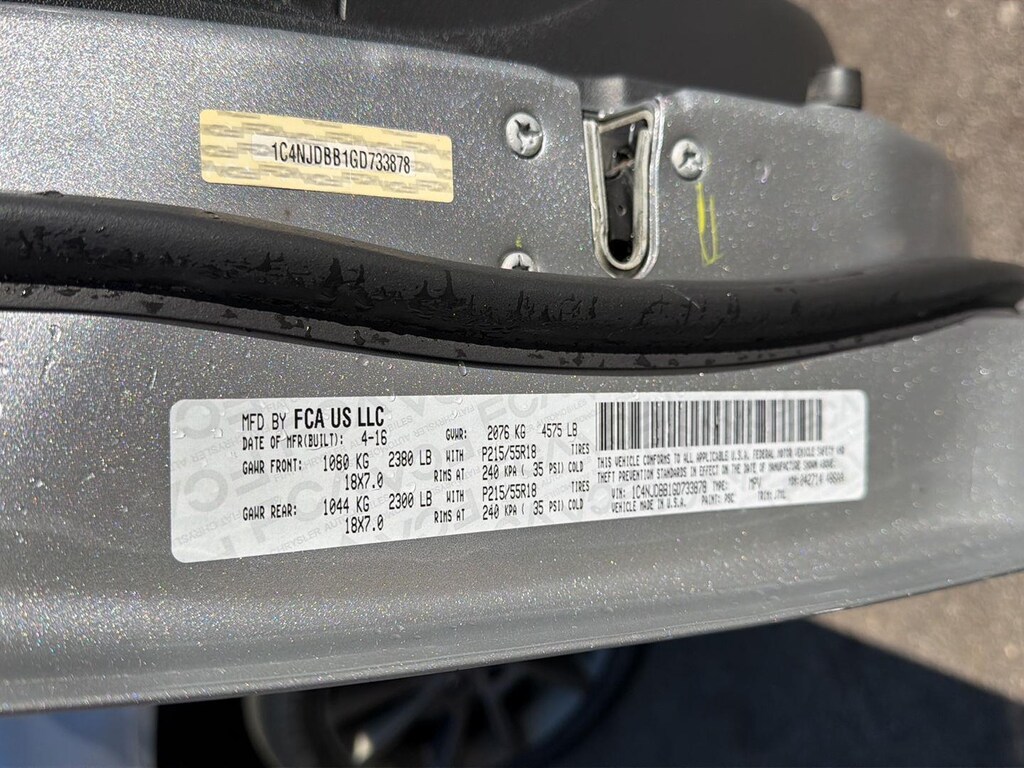 1C4NJDBB1GD733878
MFD BY FCA US LLC
DATE OF MFR(BUILT): 4-16 GVWR: 2076 KG 4575 LB
GAWR FRONT: 1080 KG 2380 LB WITH P215/55R18 TIRES
18X7.0 RIMS AT 240 KPA ( 35 PSI) COLD
GAWR REAR: 1044 KG 2300 LB WITH P215/55R18 TIRES
18X7.0 RIMS AT 240 KPA ( 35 PSI) COLD
THIS VEHICLE CONFORMS TO ALL APPLICABLE U.S.A. FEDERAL MOTOR VEHICLE SAFETY AND
THEFT PREVENTION STANDARDS IN EFFECT ON THE DATE OF MANUFACTURE SHOWN ABOVE.
VIN: 1C4NJDBB1GD733878 TYPE: MPV
VEHICLE MADE IN U.S.A. PAINT: PSC TRIM: